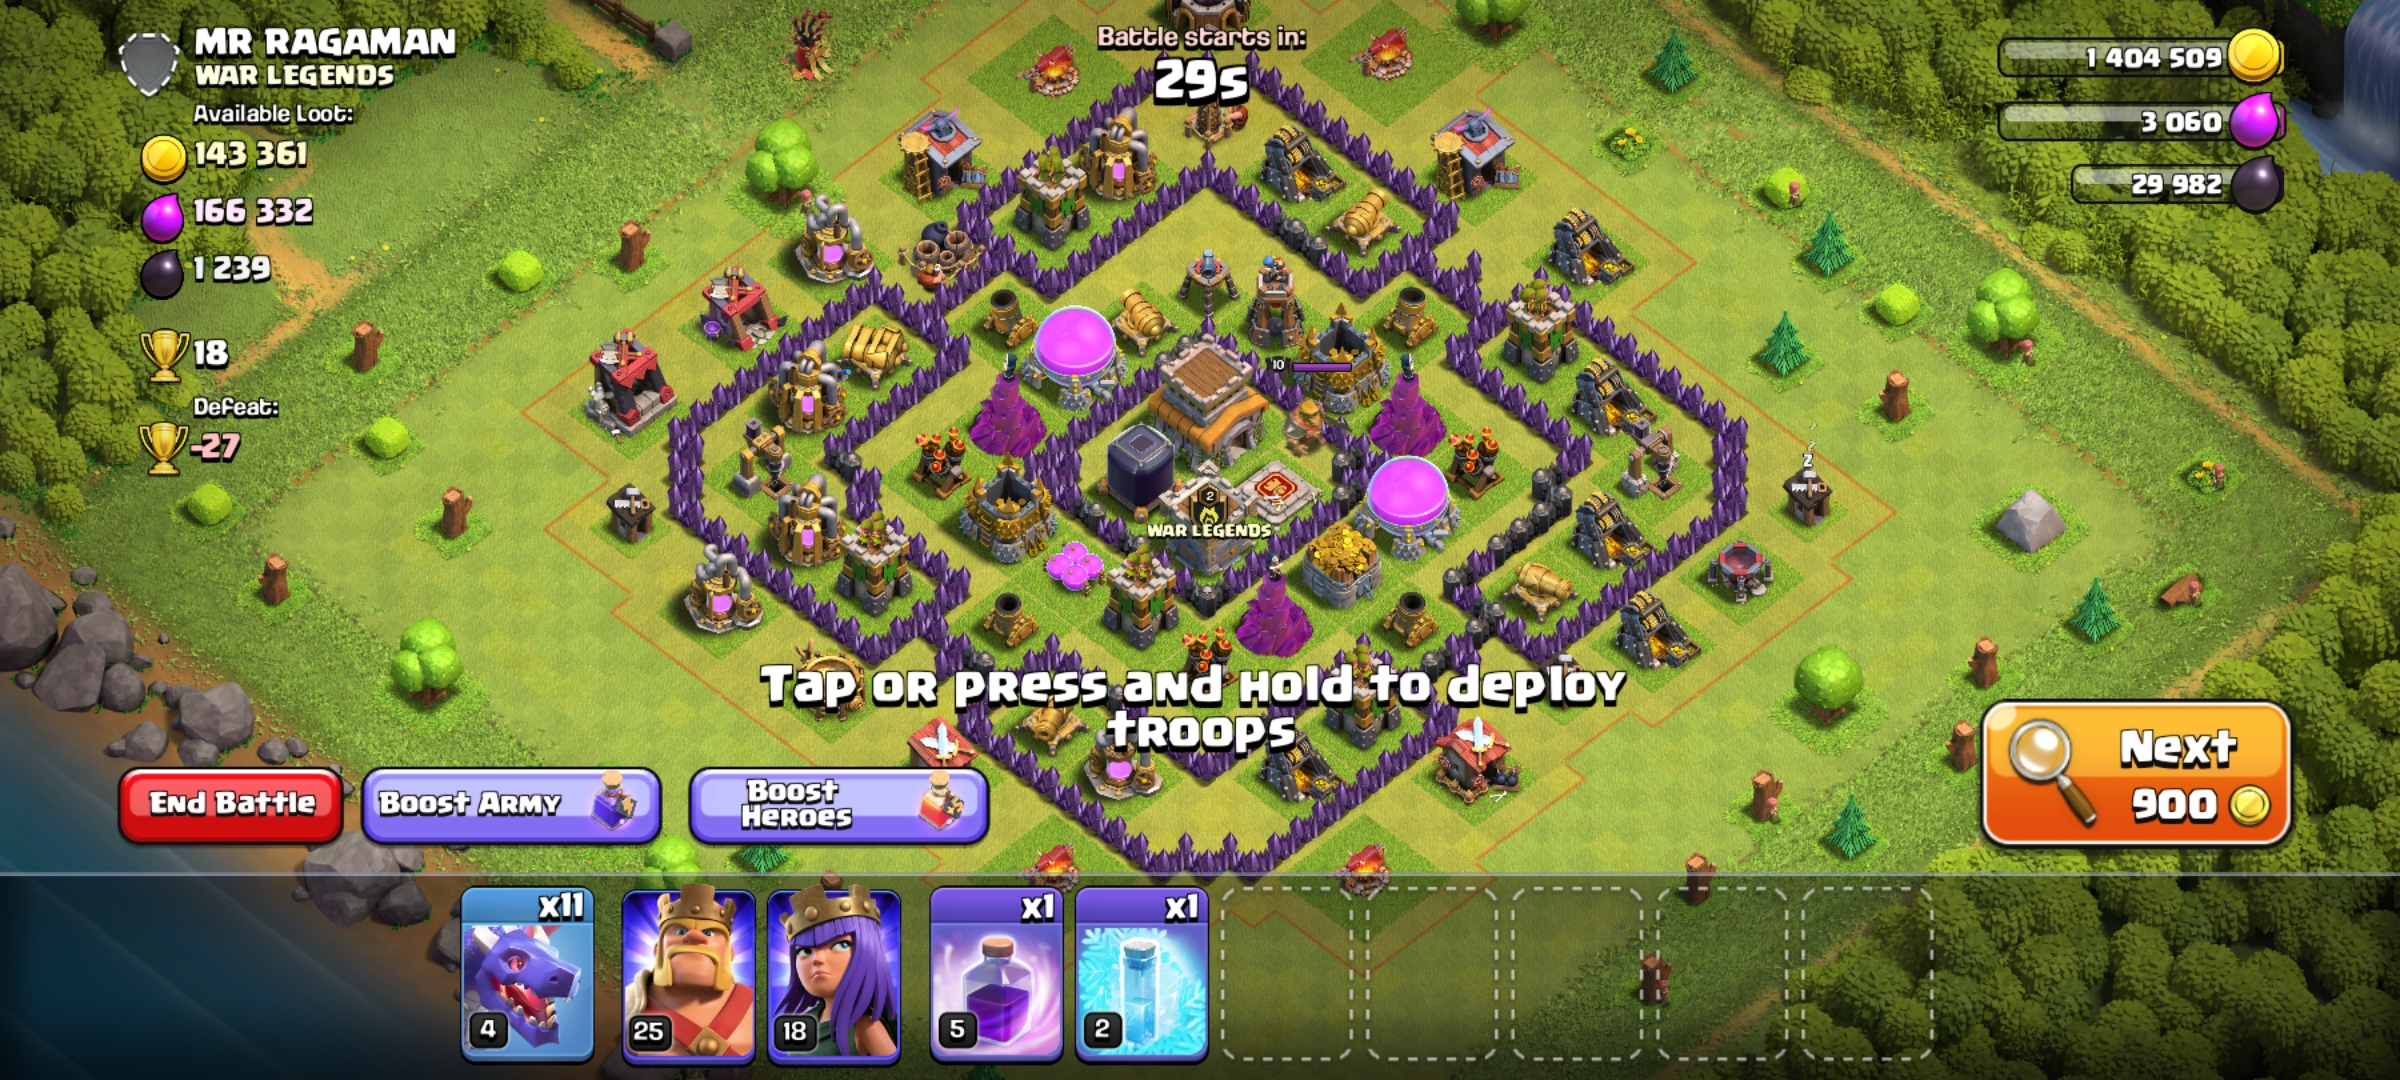 MR RAGAMAN
WAR LEGENDS
Available Loot:
143 361
166 332
1 239
18
Defeat:
-27
Battle starts in:
29s
1 404 509
3 060
29 982
10
z
2
WAR LEGENDS
Tap or press and hold to deploy
troops
End Battle
Boost Army
Boost
Heroes
Next
900
x11
4
25
18
x1
5
x1
2